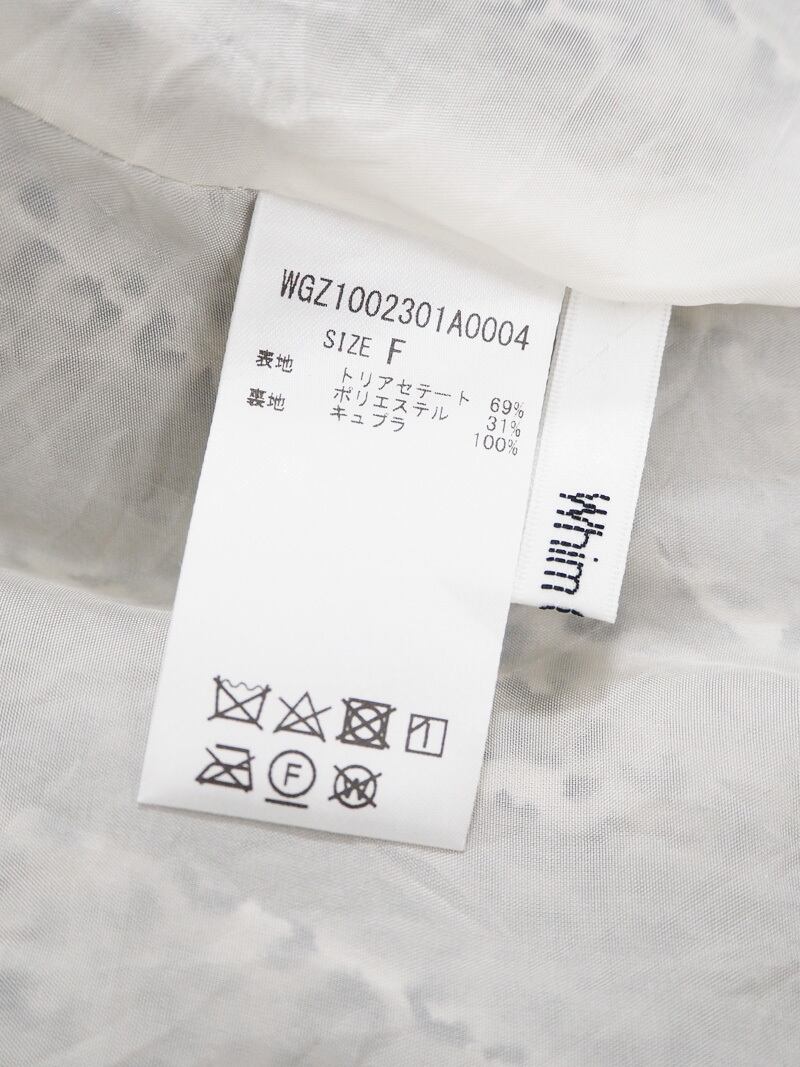 WGZ1002301A0004
SIZE F
表地 トリアセテート 69%
ポリエステル 31%
裏地 キュプラ 100%
Whim
F
W